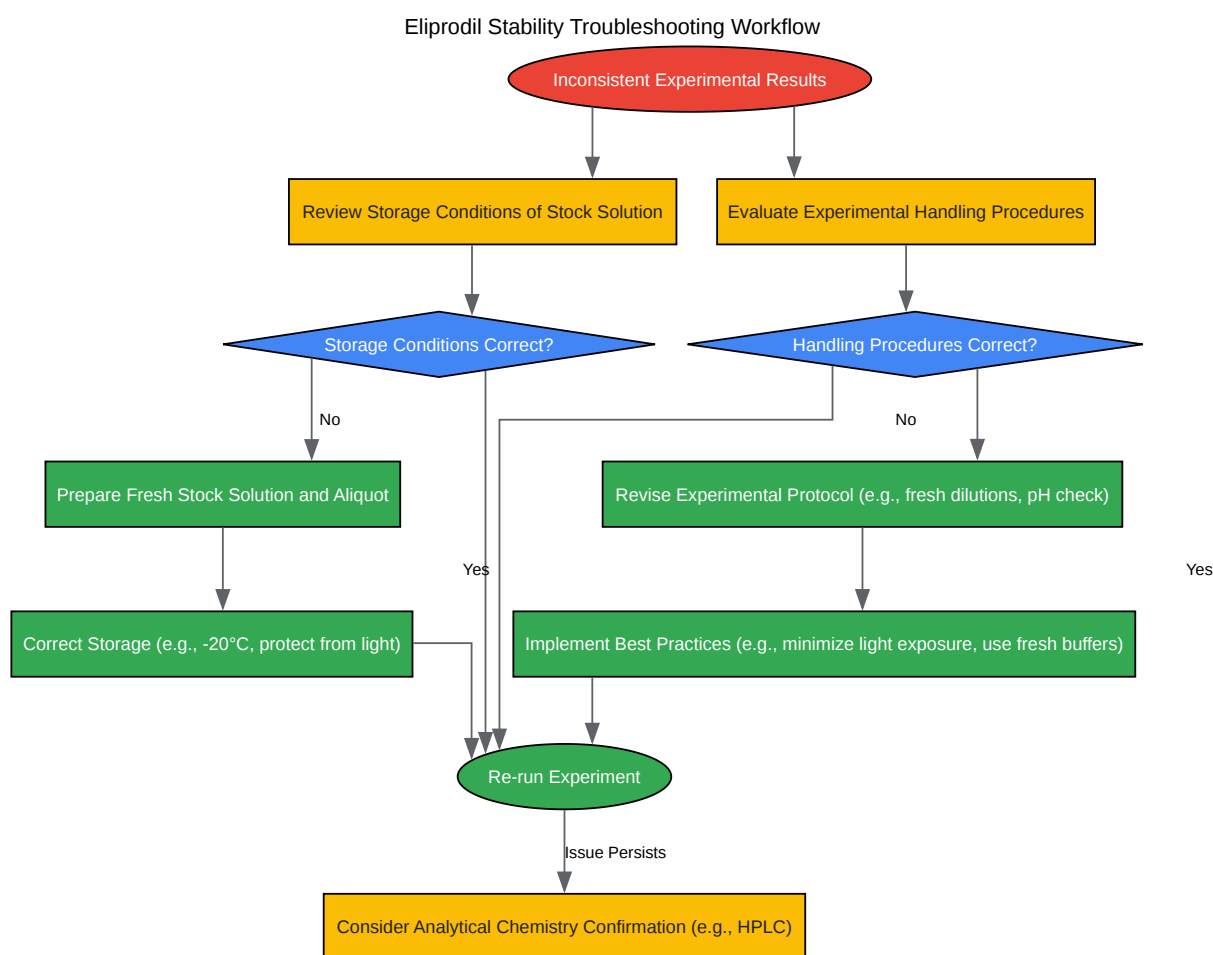 Eliprodil Stability Troubleshooting Workflow
Inconsistent Experimental Results
Review Storage Conditions of Stock Solution
Evaluate Experimental Handling Procedures
Storage Conditions Correct?
Handling Procedures Correct?
No
No
Prepare Fresh Stock Solution and Aliquot
Revise Experimental Protocol (e.g., fresh dilutions, pH check)
Yes
Yes
Correct Storage (e.g., -20°C, protect from light)
Implement Best Practices (e.g., minimize light exposure, use fresh buffers)
Re-run Experiment
Issue Persists
Consider Analytical Chemistry Confirmation (e.g., HPLC)